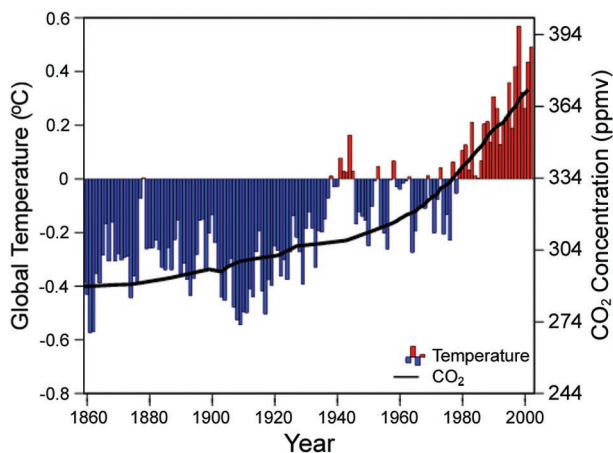 Global Temperature (ºC)
0.6
0.4
0.2
0
-0.2
-0.4
-0.6
-0.8
394
364
334
304
274
244
CO₂ Concentration (ppmv)
Temperature
CO₂
1860 1880 1900 1920 1940 1960 1980 2000
Year